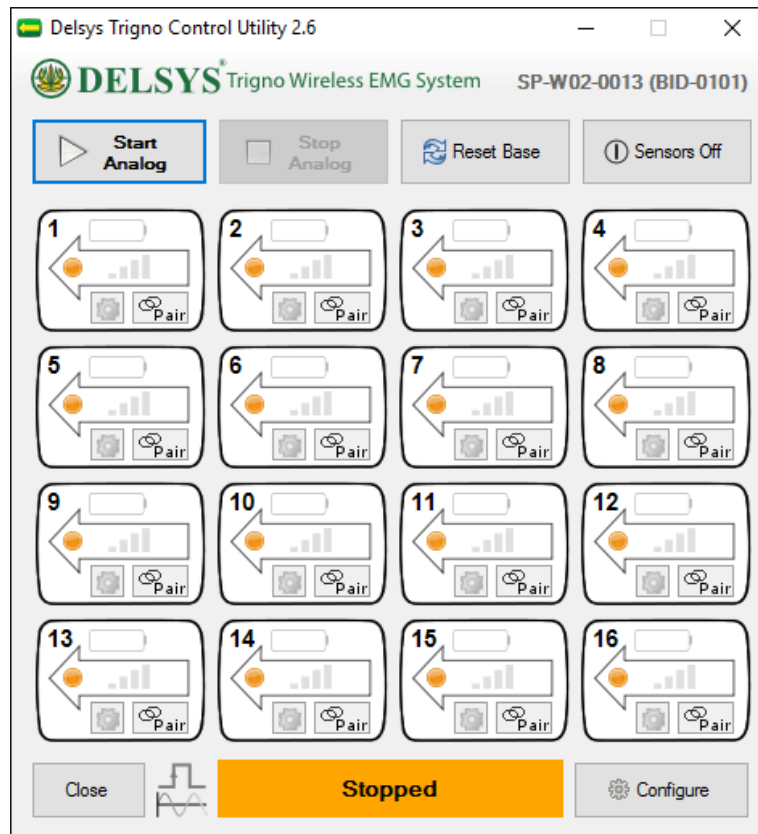 Delsys Trigno Control Utility 2.6
DELSYS® Trigno Wireless EMG System SP-W02-0013 (BID-0101)
Start
Analog
Stop
Analog
Reset Base
Sensors Off
1
Pair
2
Pair
3
Pair
4
Pair
5
Pair
6
Pair
7
Pair
8
Pair
9
Pair
10
Pair
11
Pair
12
Pair
13
Pair
14
Pair
15
Pair
16
Pair
Close
Stopped
Configure